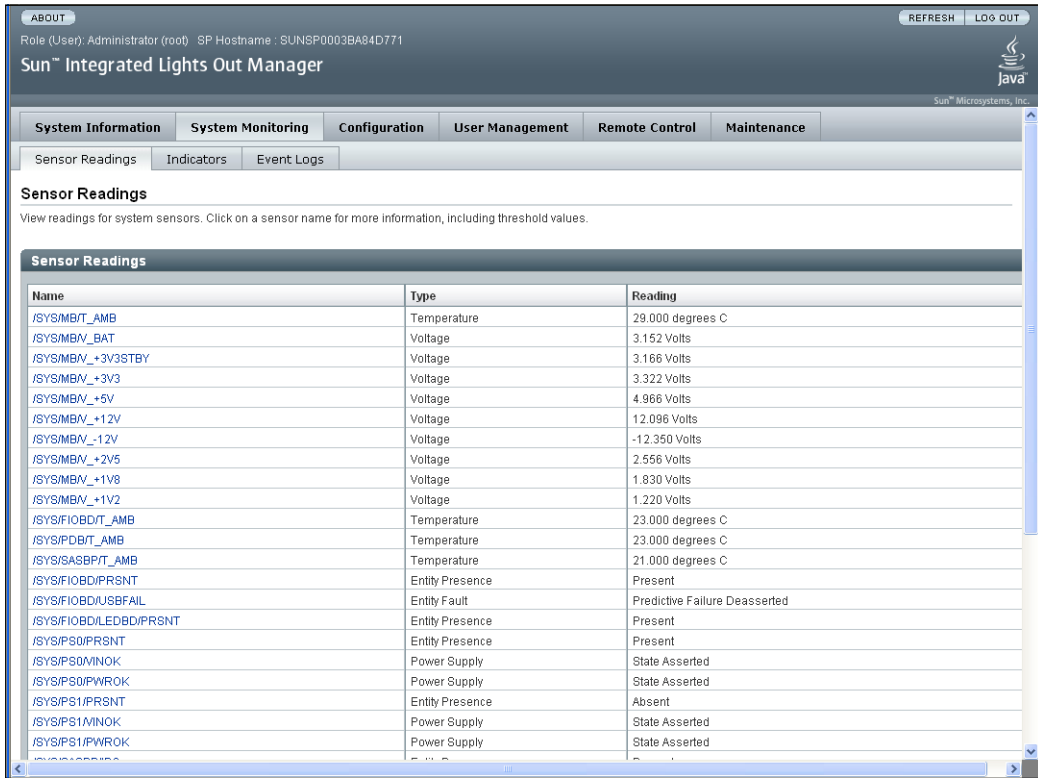 ABOUT REFRESH LOG OUT
Role (User): Administrator (root) SP Hostname : SUNSP0003BA84D771
Sun™ Integrated Lights Out Manager
Java™
Sun™ Microsystems, Inc.
System Information System Monitoring Configuration User Management Remote Control Maintenance
Sensor Readings Indicators Event Logs
Sensor Readings
View readings for system sensors. Click on a sensor name for more information, including threshold values.
Sensor Readings
Name Type Reading
/SYS/MB/T_AMB Temperature 29.000 degrees C
/SYS/MB/V_BAT Voltage 3.152 Volts
/SYS/MB/V_+3V3STBY Voltage 3.166 Volts
/SYS/MB/V_+3V3 Voltage 3.322 Volts
/SYS/MB/V_+5V Voltage 4.966 Volts
/SYS/MB/V_+12V Voltage 12.096 Volts
/SYS/MB/V_-12V Voltage -12.350 Volts
/SYS/MB/V_+2V5 Voltage 2.556 Volts
/SYS/MB/V_+1V8 Voltage 1.830 Volts
/SYS/MB/V_+1V2 Voltage 1.220 Volts
/SYS/FIOBD/T_AMB Temperature 23.000 degrees C
/SYS/PDB/T_AMB Temperature 23.000 degrees C
/SYS/SASBP/T_AMB Temperature 21.000 degrees C
/SYS/FIOBD/PRSNT Entity Presence Present
/SYS/FIOBD/USBFAIL Entity Fault Predictive Failure Deasserted
/SYS/FIOBD/LEDBD/PRSNT Entity Presence Present
/SYS/PS0/PRSNT Entity Presence Present
/SYS/PS0/VINOK Power Supply State Asserted
/SYS/PS0/PWROK Power Supply State Asserted
/SYS/PS1/PRSNT Entity Presence Absent
/SYS/PS1/VINOK Power Supply State Asserted
/SYS/PS1/PWROK Power Supply State Asserted